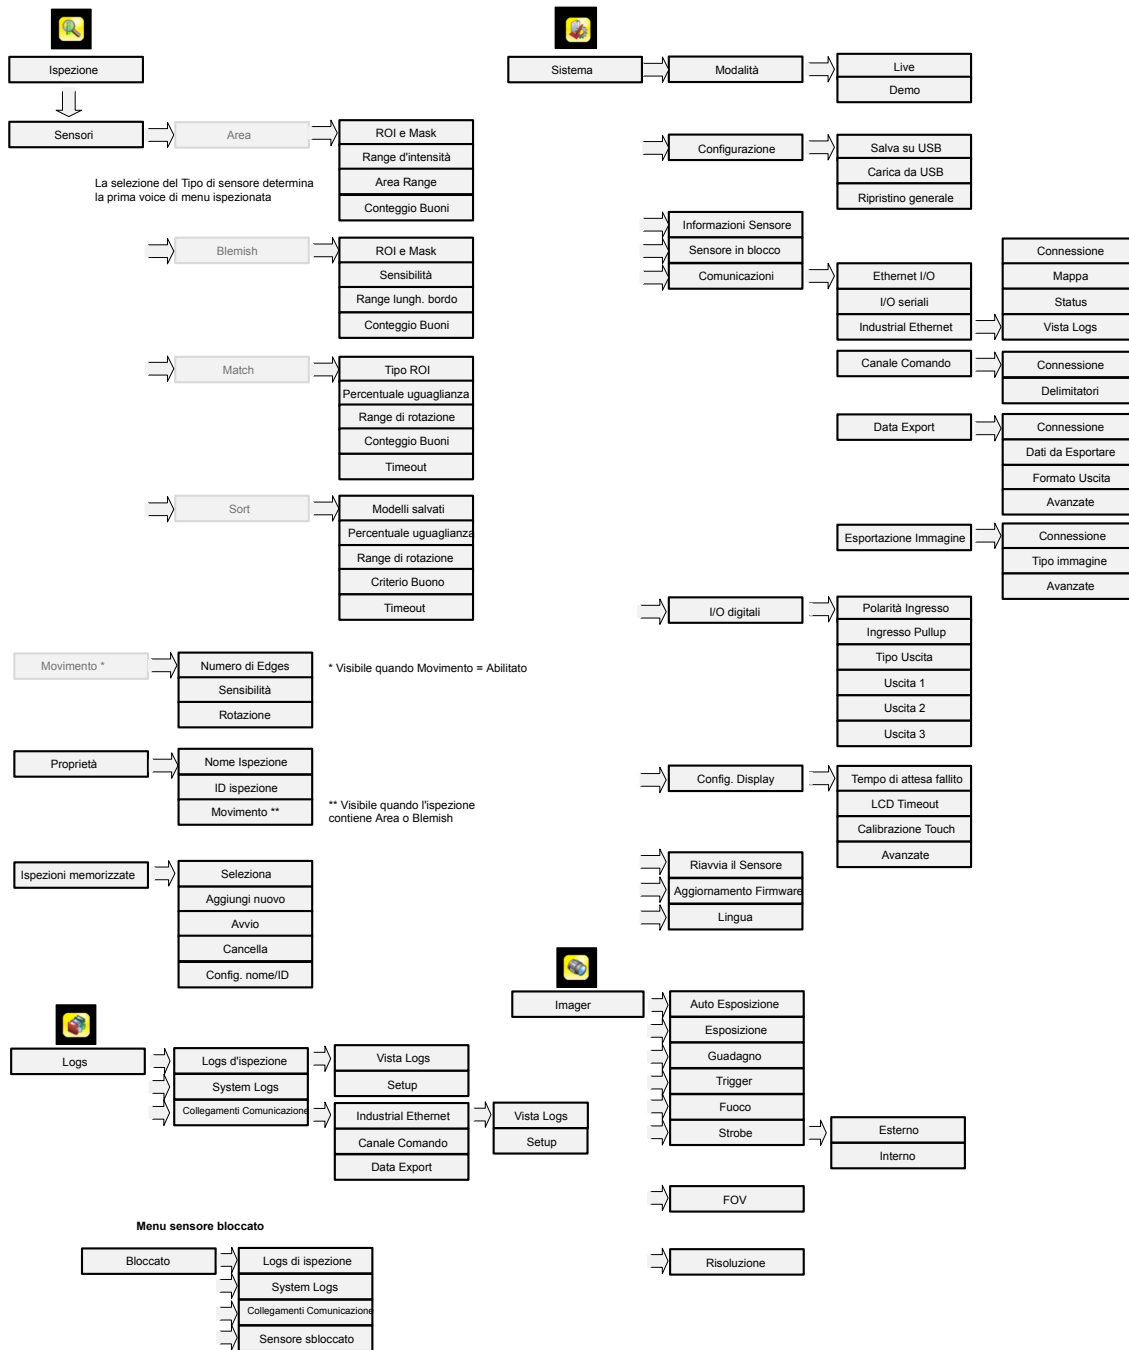 Ispezione
Sensori
Area
ROI e Mask
Range d'intensità
Area Range
Conteggio Buoni
La selezione del Tipo di sensore determina
la prima voice di menu ispezionata
Blemish
ROI e Mask
Sensibilità
Range lungh. bordo
Conteggio Buoni
Match
Tipo ROI
Percentuale uguaglianza
Range di rotazione
Conteggio Buoni
Timeout
Sort
Modelli salvati
Percentuale uguaglianza
Range di rotazione
Criterio Buono
Timeout
Movimento *
Numero di Edges
Sensibilità
Rotazione
* Visibile quando Movimento = Abilitato
Proprietà
Nome Ispezione
ID ispezione
Movimento **
** Visibile quando l'ispezione
contiene Area o Blemish
Ispezioni memorizzate
Seleziona
Aggiungi nuovo
Avvio
Cancella
Config. nome/ID
Logs
Logs d'ispezione
System Logs
Collegamenti Comunicazione
Vista Logs
Setup
Industrial Ethernet
Canale Comando
Data Export
Vista Logs
Setup
Menu sensore bloccato
Bloccato
Logs di ispezione
System Logs
Collegamenti Comunicazione
Sensore sbloccato
Sistema
Modalità
Live
Demo
Configurazione
Salva su USB
Carica da USB
Ripristino generale
Informazioni Sensore
Sensore in blocco
Comunicazioni
Ethernet I/O
I/O seriali
Industrial Ethernet
Connessione
Mappa
Status
Vista Logs
Canale Comando
Connessione
Delimitatori
Data Export
Connessione
Dati da Esportare
Formato Uscita
Avanzate
Esportazione Immagine
Connessione
Tipo immagine
Avanzate
I/O digitali
Polarità Ingresso
Ingresso Pullup
Tipo Uscita
Uscita 1
Uscita 2
Uscita 3
Config. Display
Tempo di attesa fallito
LCD Timeout
Calibrazione Touch
Avanzate
Riavvia il Sensore
Aggiornamento Firmware
Lingua
Imager
Auto Esposizione
Esposizione
Guadagno
Trigger
Fuoco
Strobe
Esterno
Interno
FOV
Risoluzione